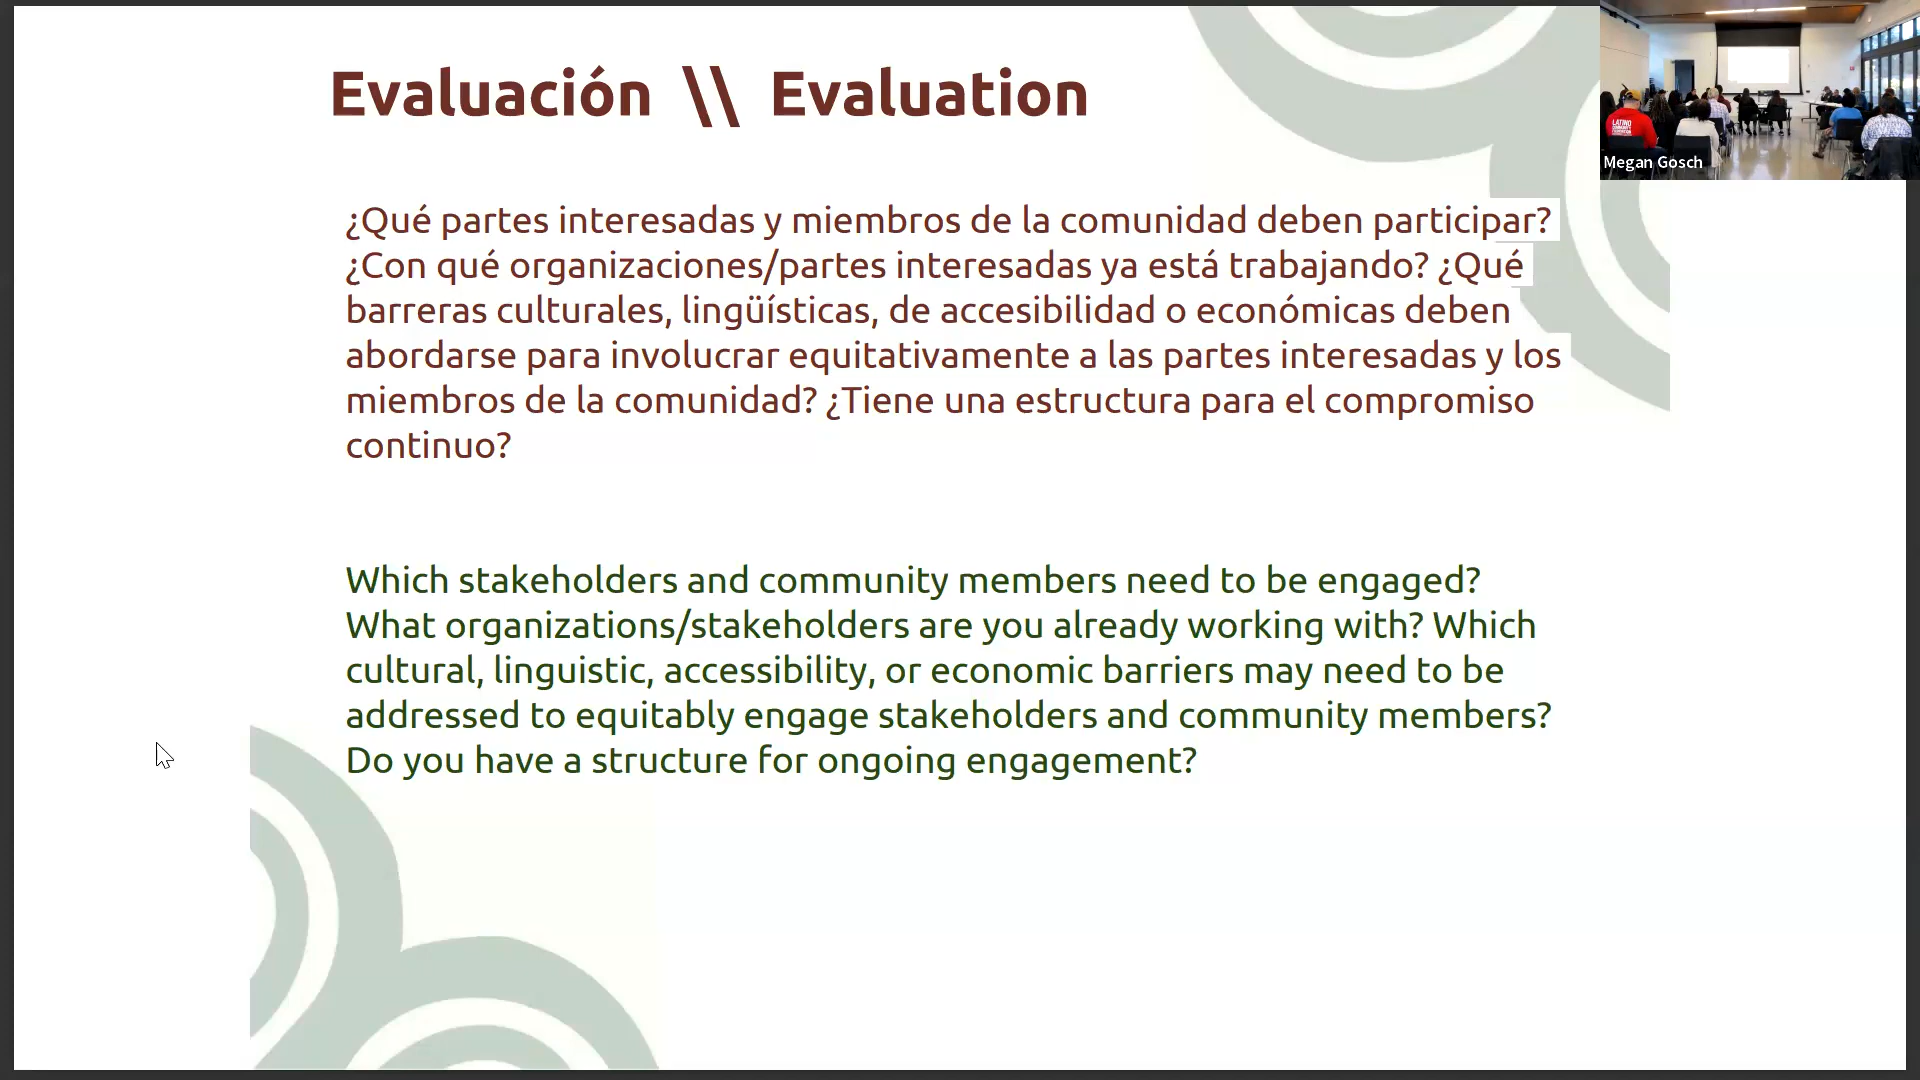 Evaluación \\ Evaluation
¿Qué partes interesadas y miembros de la comunidad deben participar?
¿Con qué organizaciones/partes interesadas ya está trabajando? ¿Qué
barreras culturales, lingüísticas, de accesibilidad o económicas deben
abordarse para involucrar equitativamente a las partes interesadas y los
miembros de la comunidad? ¿Tiene una estructura para el compromiso
continuo?
Which stakeholders and community members need to be engaged?
What organizations/stakeholders are you already working with? Which
cultural, linguistic, accessibility, or economic barriers may need to be
addressed to equitably engage stakeholders and community members?
Do you have a structure for ongoing engagement?
LATINO
COMMUNITY
FOUNDATION
Megan Gosch